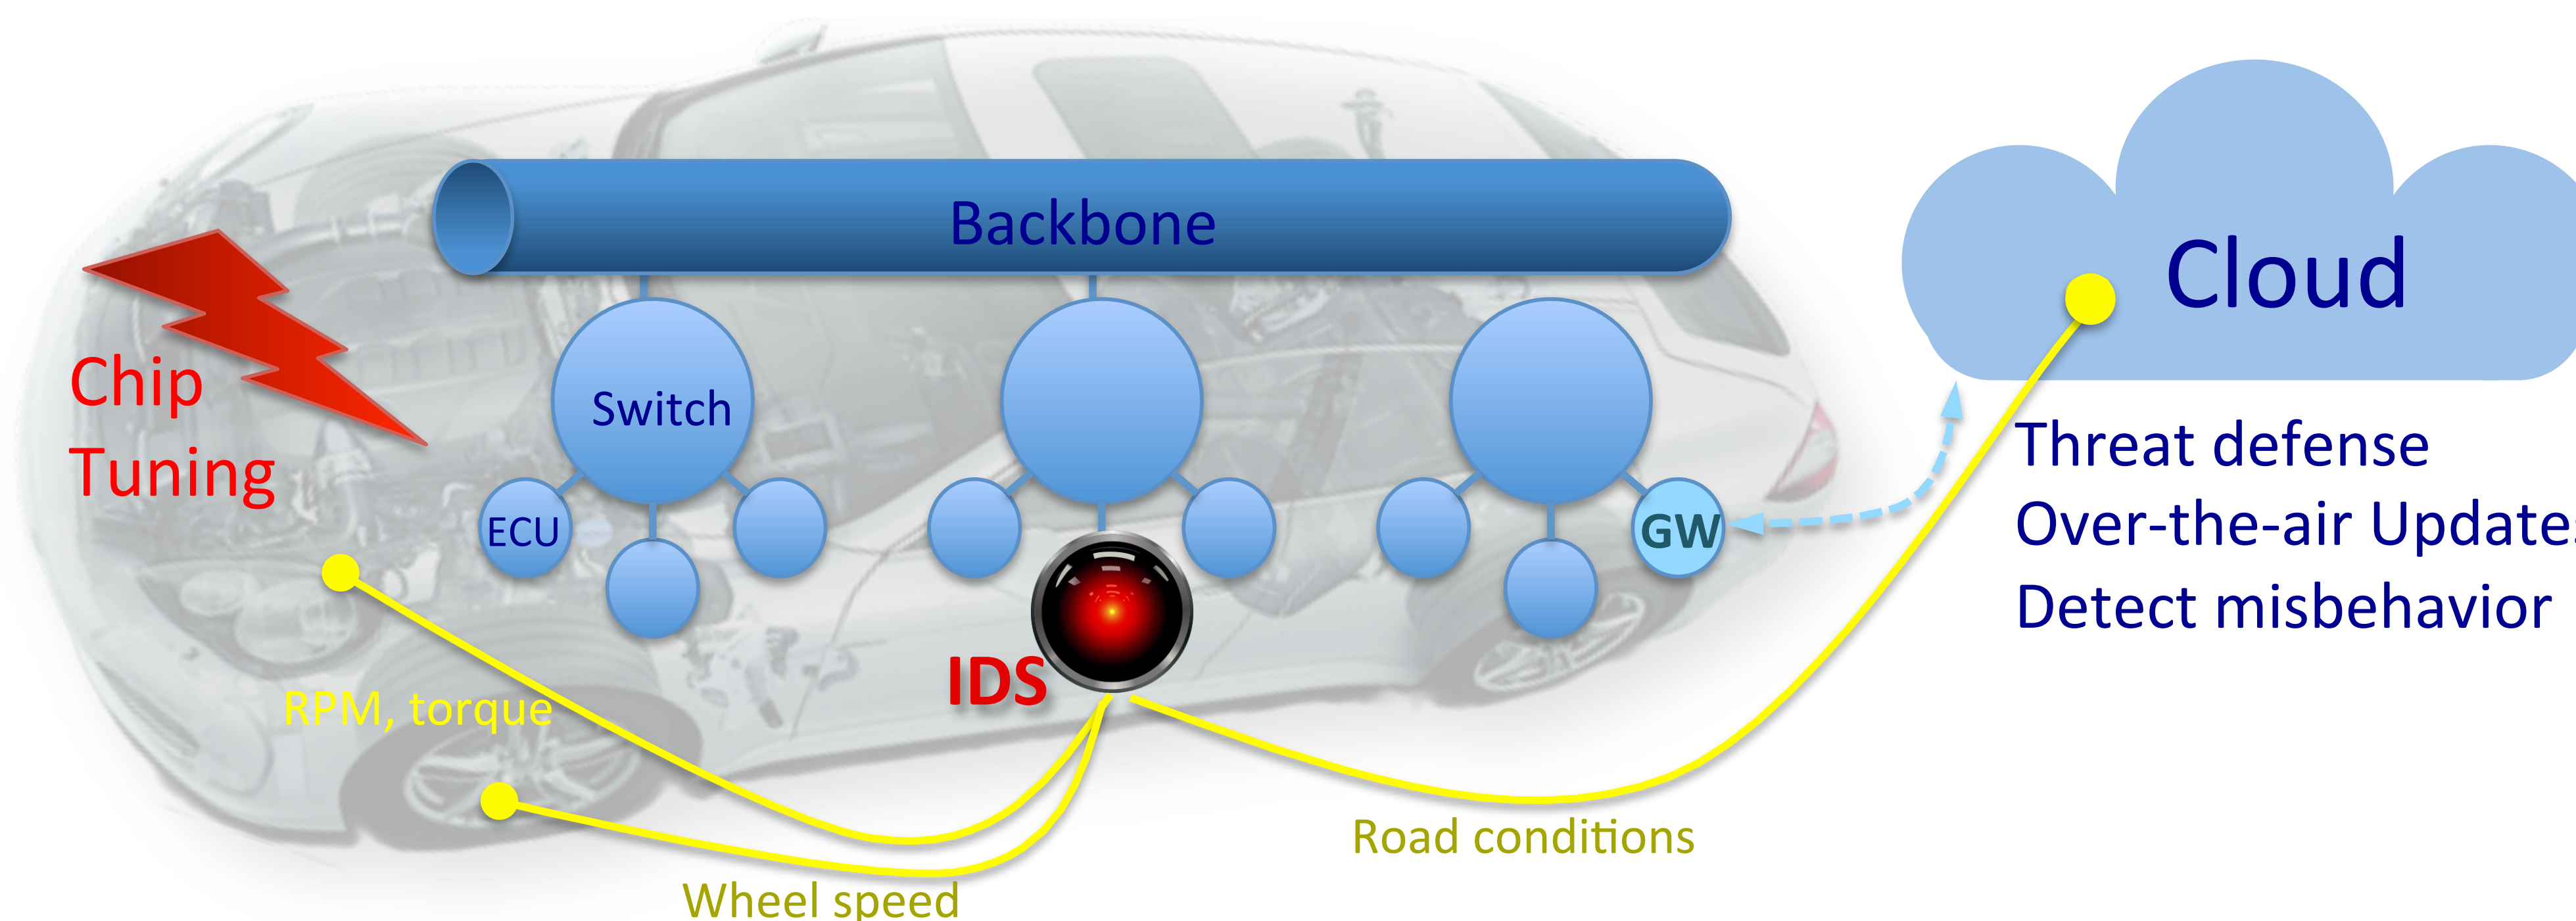 Backbone
Cloud
Chip
Tuning
Switch
ECU
GW
Threat defense
Over-the-air Update
Detect misbehavior
IDS
RPM, torque
Road conditions
Wheel speed